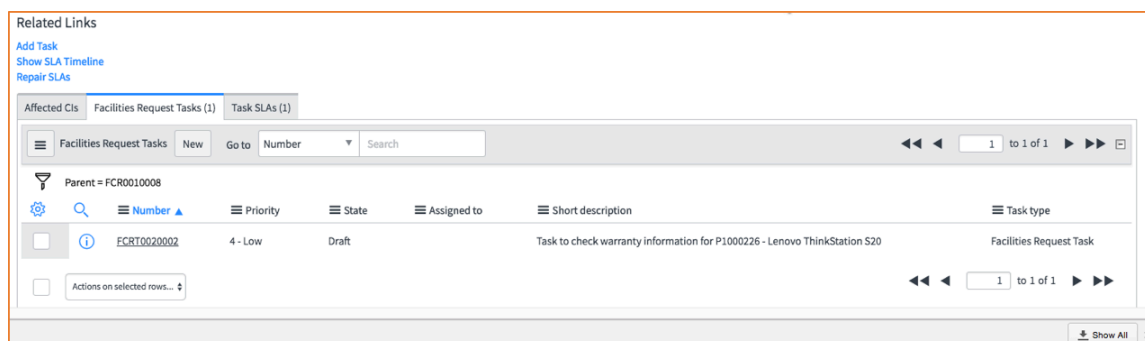 Related Links
Add Task
Show SLA Timeline
Repair SLAs
Affected CIs Facilities Request Tasks (1) Task SLAs (1)
Facilities Request Tasks New Go to Number Search 1 to 1 of 1
Parent = FCR0010008
Number Priority State Assigned to Short description Task type
FCRT0020002 4 - Low Draft Task to check warranty information for P1000226 - Lenovo ThinkStation S20 Facilities Request Task
Actions on selected rows... 1 to 1 of 1
Show All